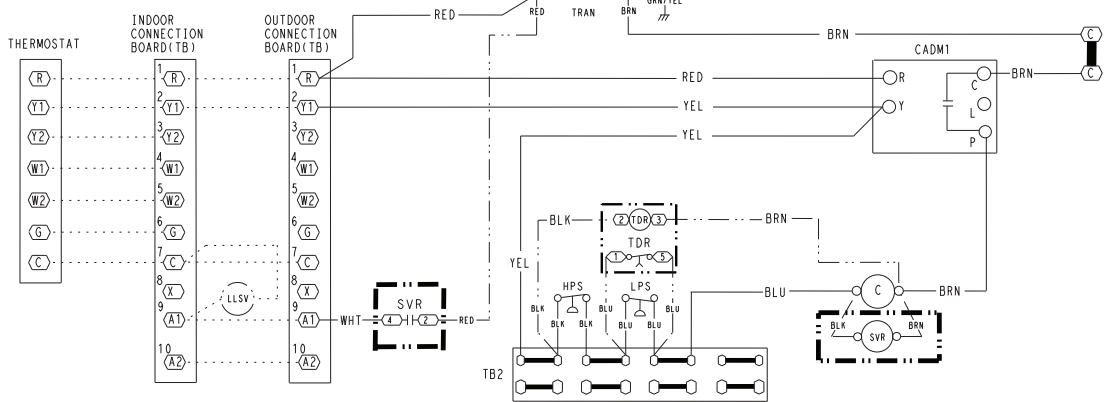 RED
TRAN
BRN
GRN/YEL
RED
BRN
C
INDOOR
CONNECTION
BOARD(TB)
OUTDOOR
CONNECTION
BOARD(TB)
THERMOSTAT
CADM1
1
1
R
R
R
RED
R
C
BRN
C
2
2
Y1
Y1
Y1
YEL
Y
L
3
3
Y2
Y2
Y2
YEL
P
4
4
W1
W1
W1
5
5
W2
W2
W2
6
6
G
G
G
BLK
2
TDR
3
BRN
TDR
7
7
C
C
C
YEL
1
5
8
8
X
X
LLSV
HPS
LPS
BLU
C
BRN
9
9
A1
A1
WHT
SVR
4
2
RED
BLK
BLK
BLU
BLU
BLU
BLU
BLK
BRN
SVR
10
10
A2
A2
TB2